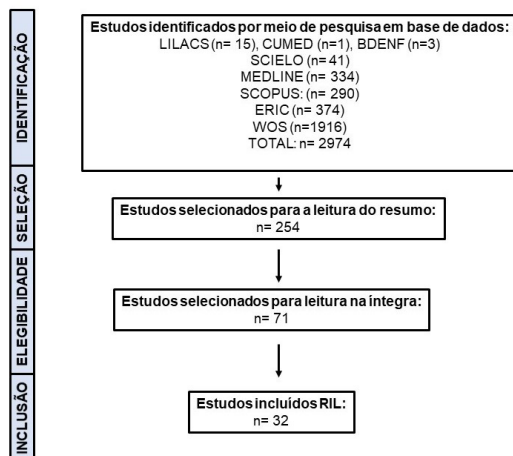 IDENTIFICAÇÃO
Estudos identificados por meio de pesquisa em base de dados:
LILACS (n= 15), CUMED (n=1), BDENF (n=3)
SCIELO (n= 41)
MEDLINE (n= 334)
SCOPUS: (n= 290)
ERIC (n= 374)
WOS (n=1916)
TOTAL: n= 2974
SELEÇÃO
Estudos selecionados para a leitura do resumo:
n= 254
ELEGIBILIDADE
Estudos selecionados para leitura na íntegra:
n= 71
INCLUSÃO
Estudos incluídos RIL:
n= 32